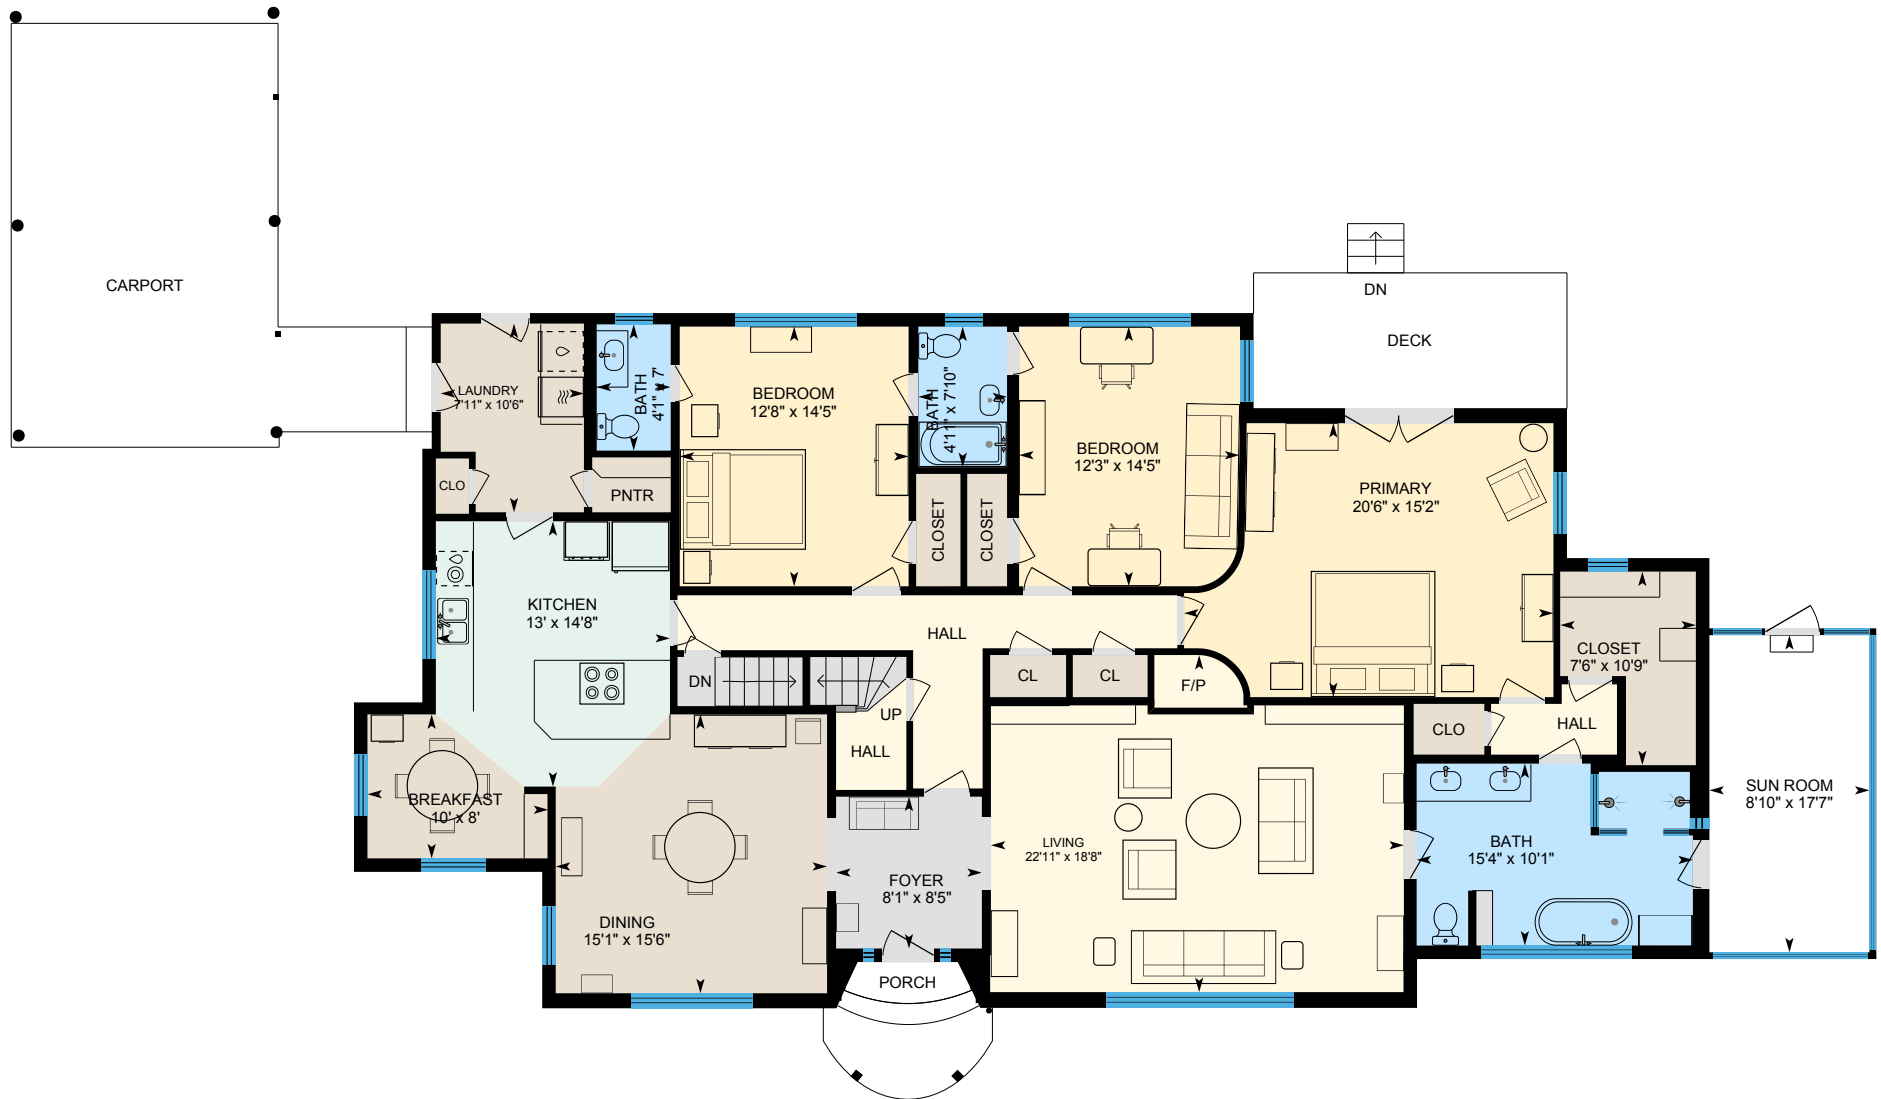 CARPORT
DN
DECK
LAUNDRY
7'11" x 10'6"
BATH
4'1" x 7'
BEDROOM
12'8" x 14'5"
BATH
4'11" x 7'10"
BEDROOM
12'3" x 14'5"
PRIMARY
20'6" x 15'2"
CLO
PNTR
CLOSET
CLOSET
KITCHEN
13' x 14'8"
HALL
CLOSET
7'6" x 10'9"
DN
CL
CL
F/P
UP
HALL
CLO
HALL
BREAKFAST
10' x 8'
SUN ROOM
8'10" x 17'7"
LIVING
22'11" x 18'8"
BATH
15'4" x 10'1"
FOYER
8'1" x 8'5"
DINING
15'1" x 15'6"
PORCH